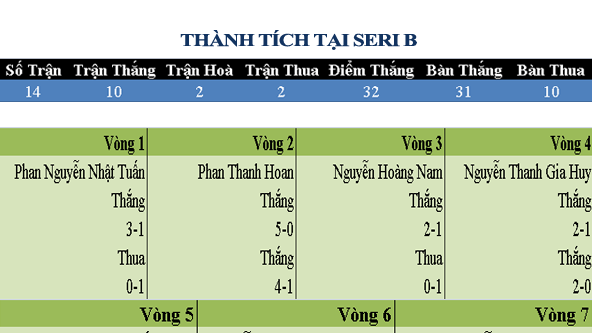 THÀNH TÍCH TẠI SERI B
Số Trận Trận Thắng Trận Hoà Trận Thua Điểm Thắng Bàn Thắng Bàn Thua
14 10 2 2 32 31 10
Vòng 1 Vòng 2 Vòng 3 Vòng 4
Phan Nguyễn Nhật Tuấn Phan Thanh Hoan Nguyễn Hoàng Nam Nguyễn Thanh Gia Huy
Thắng Thắng Thắng Thắng
3-1 5-0 2-1 2-1
Thua Thắng Thua Thắng
0-1 4-1 0-1 2-0
Vòng 5 Vòng 6 Vòng 7